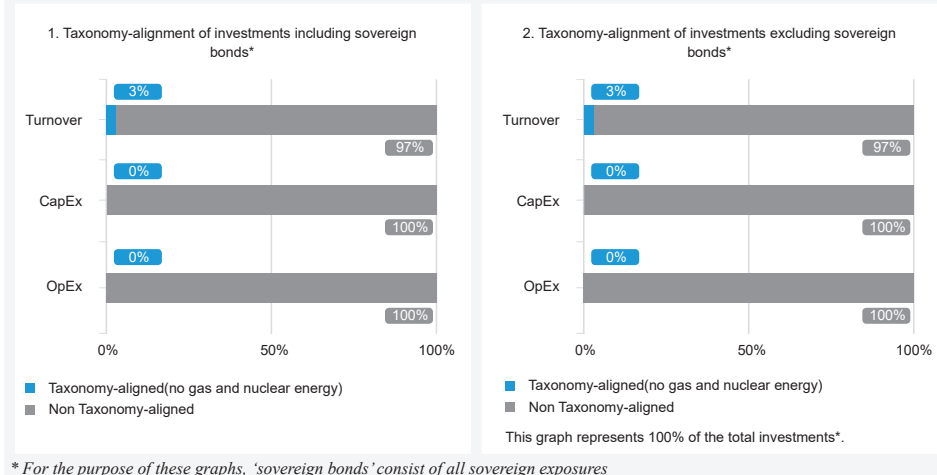 1. Taxonomy-alignment of investments including sovereign
bonds*
Turnover
3%
97%
CapEx
0%
100%
OpEx
0%
100%
0% 50% 100%
Taxonomy-aligned(no gas and nuclear energy)
Non Taxonomy-aligned
2. Taxonomy-alignment of investments excluding sovereign
bonds*
Turnover
3%
97%
CapEx
0%
100%
OpEx
0%
100%
0% 50% 100%
Taxonomy-aligned(no gas and nuclear energy)
Non Taxonomy-aligned
This graph represents 100% of the total investments*.
* For the purpose of these graphs, ‘sovereign bonds’ consist of all sovereign exposures